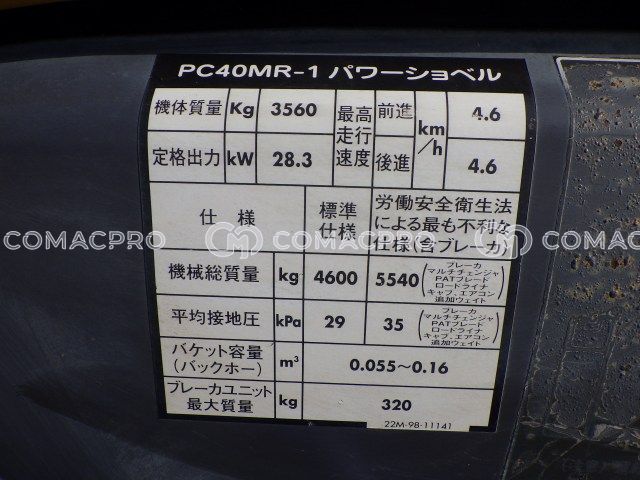 PC40MR-1 パワーショベル
機体質量 Kg 3560 最高走行速度 前進 km/h 4.6
定格出力 kW 28.3 後進 4.6
仕様 標準仕様 労働安全衛生法による最も不利な仕様(含ブレーカ)
COMACPRO COMACPRO COMACPRO
機械総質量 kg 4600 5540 (ブレーカ マルチチェンジャ PATブレード ロードライナ キャブ、エアコン 追加ウェイト)
平均接地圧 kPa 29 35 (ブレーカ マルチチェンジャ PATブレード ロードライナ キャブ、エアコン 追加ウェイト)
バケット容量(バックホー) m³ 0.055~0.16
ブレーカユニット最大質量 kg 320
22M-98-11141